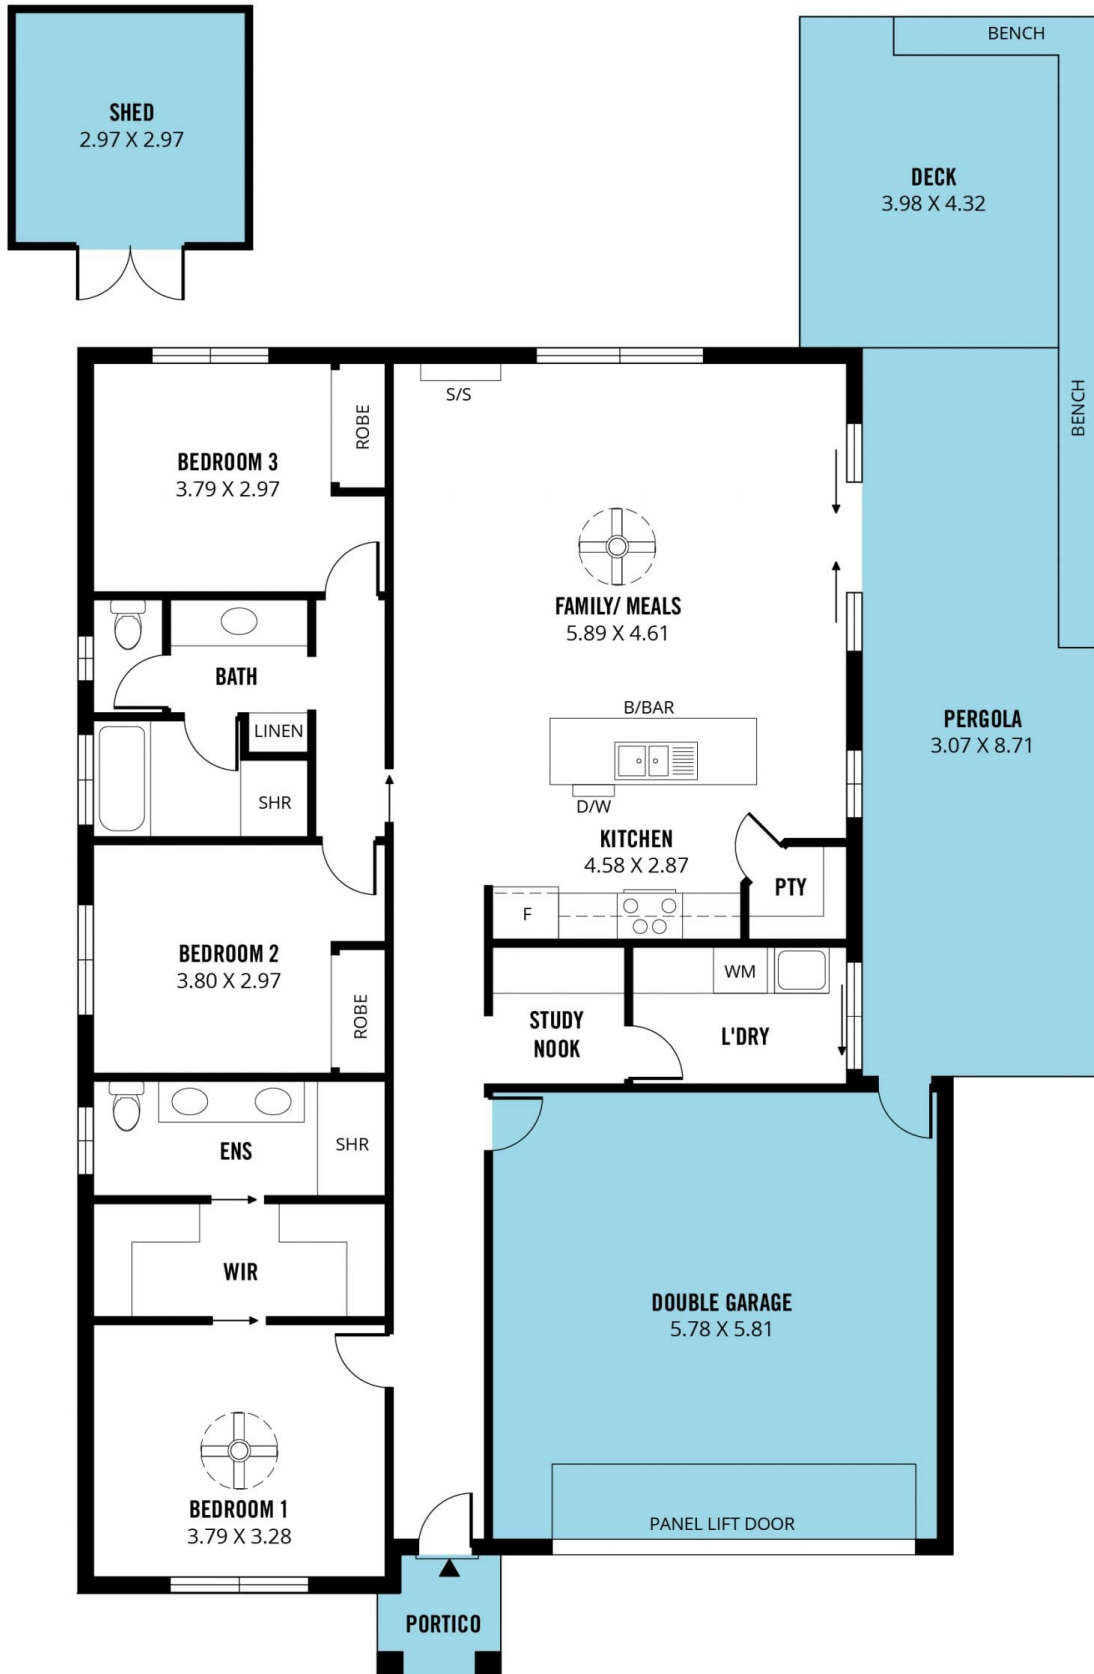 SHED
2.97 X 2.97
BENCH
DECK
3.98 X 4.32
BENCH
S/S
ROBE
BEDROOM 3
3.79 X 2.97
FAMILY/ MEALS
5.89 X 4.61
BATH
LINEN
SHR
B/BAR
D/W
PERGOLA
3.07 X 8.71
KITCHEN
4.58 X 2.87
PTY
F
BEDROOM 2
3.80 X 2.97
ROBE
WM
STUDY
NOOK
L'DRY
ENS
SHR
WIR
DOUBLE GARAGE
5.78 X 5.81
BEDROOM 1
3.79 X 3.28
PANEL LIFT DOOR
PORTICO